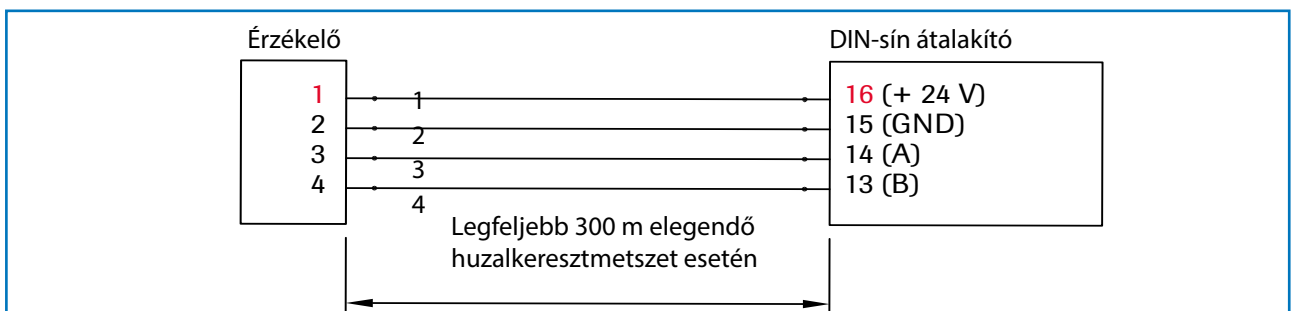 Érzékelő
DIN-sín átalakító
1
1
16 (+ 24 V)
2
2
15 (GND)
3
3
14 (A)
4
4
13 (B)
Legfeljebb 300 m elegendő
huzalkeresztmetszet esetén